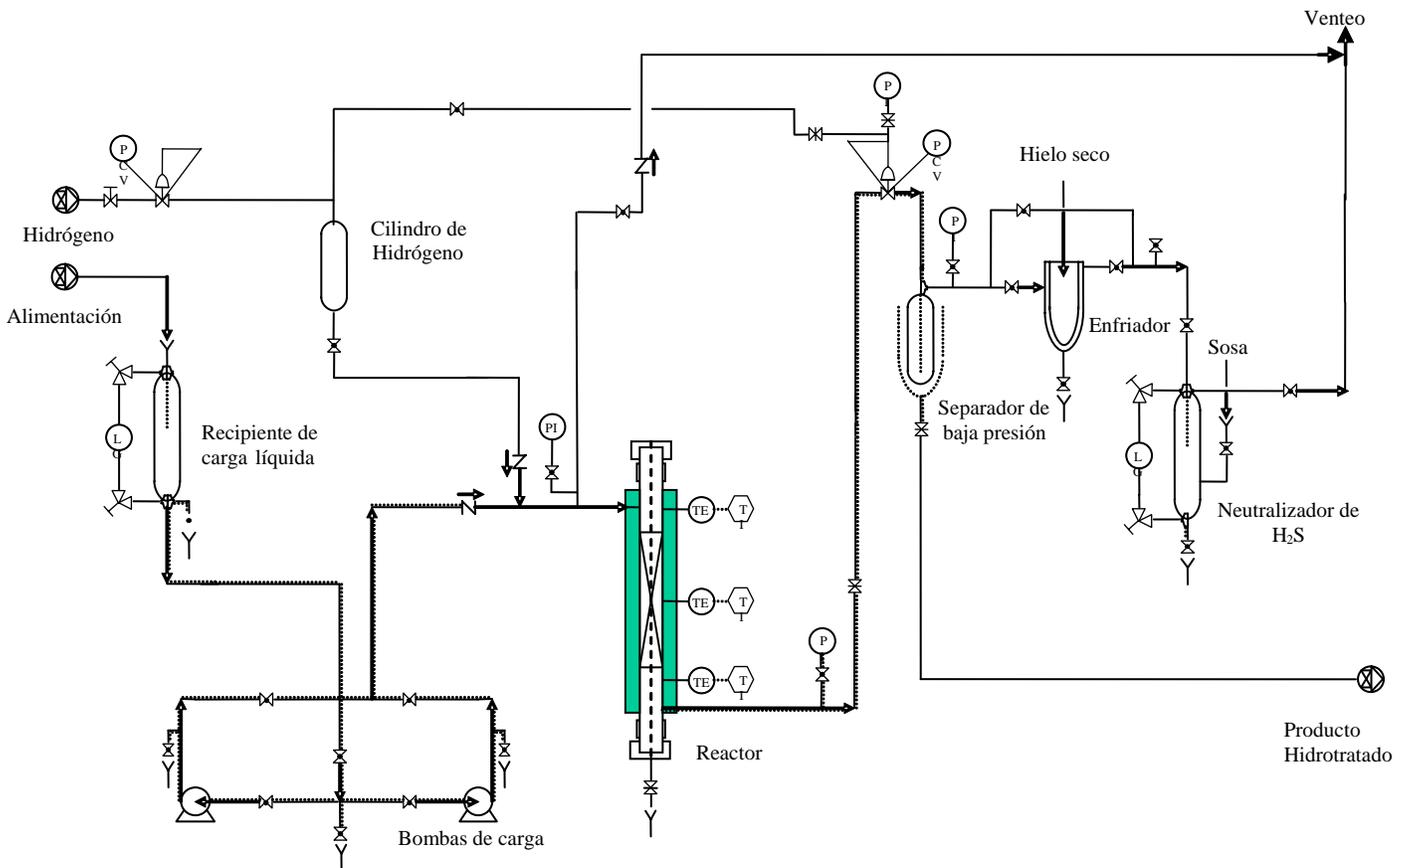 Venteo
P
I
P
C
V
P
C
V
Hielo seco
Hidrógeno
Cilindro de
Hidrógeno
P
Alimentación
Enfriador
Sosa
Separador de
baja presión
L
G
Recipiente de
carga líquida
PI
L
G
Neutralizador de
H₂S
TE
T
I
TE
T
I
P
TE
T
I
Producto
Hidrotratado
Reactor
Bombas de carga